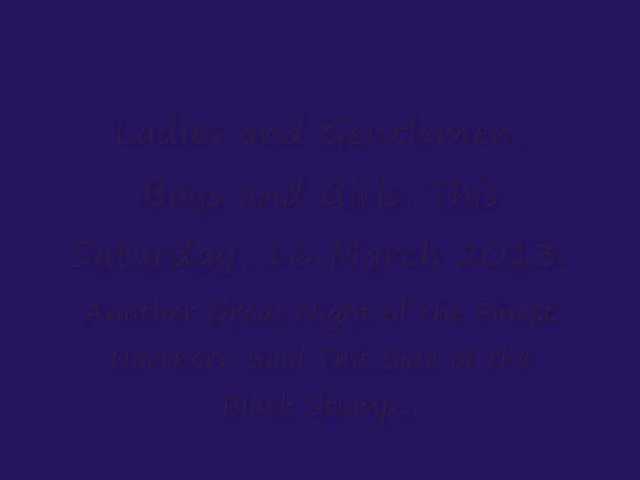 Ladies and Gentlemen,
Boys and Girls, This
Saturday, 16 March 2013
Another Great Night of the Finest
Northern Soul This Side of the
Black Stump..